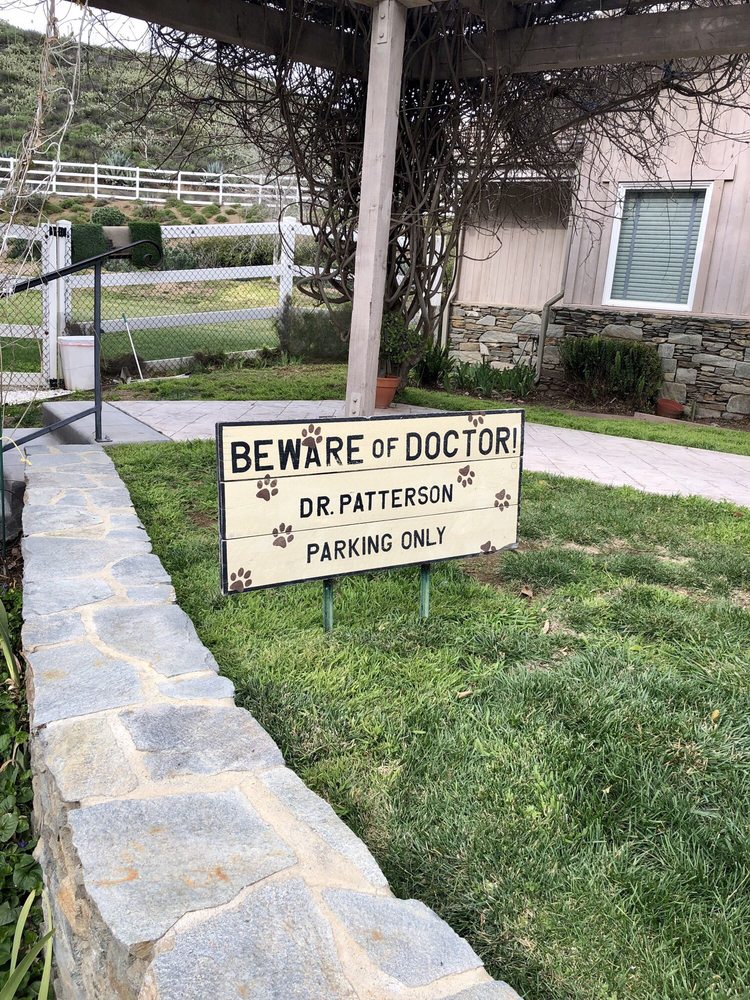 BEWARE OF DOCTOR!
DR. PATTERSON
PARKING ONLY